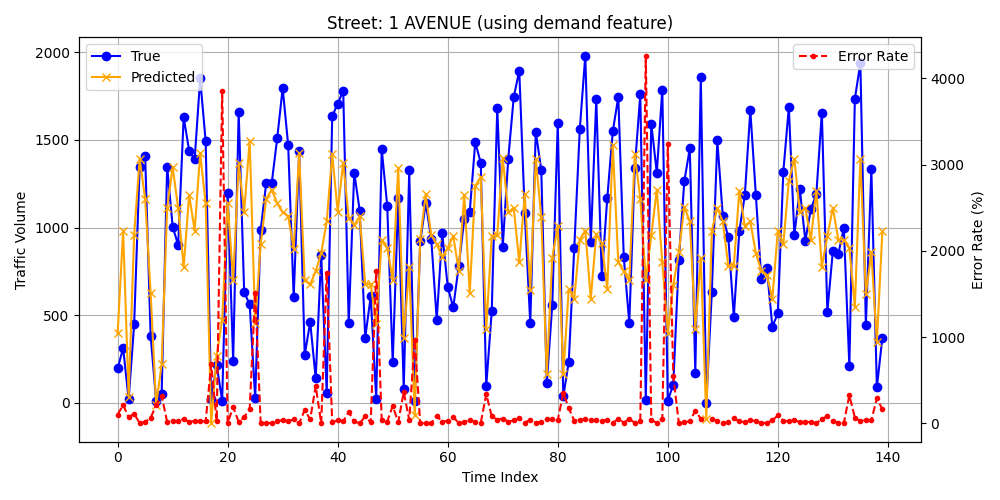 Street: 1 AVENUE (using demand feature)
True
Predicted
Error Rate
2000
1500
1000
500
0
4000
3000
2000
1000
0
Traffic Volume
Error Rate (%)
0 20 40 60 80 100 120 140
Time Index